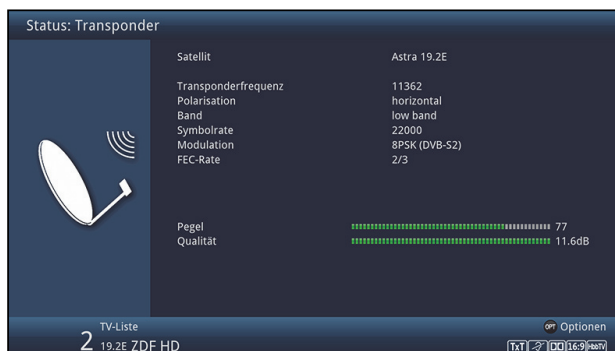 Status: Transponder
Satellit Astra 19.2E
Transponderfrequenz 11362
Polarisation horizontal
Band low band
Symbolrate 22000
Modulation 8PSK (DVB-S2)
FEC-Rate 2/3
Pegel 77
Qualität 11.6dB
TV-Liste OPT Optionen
2 19.2E ZDF HD TxT 16:9 HbbTV